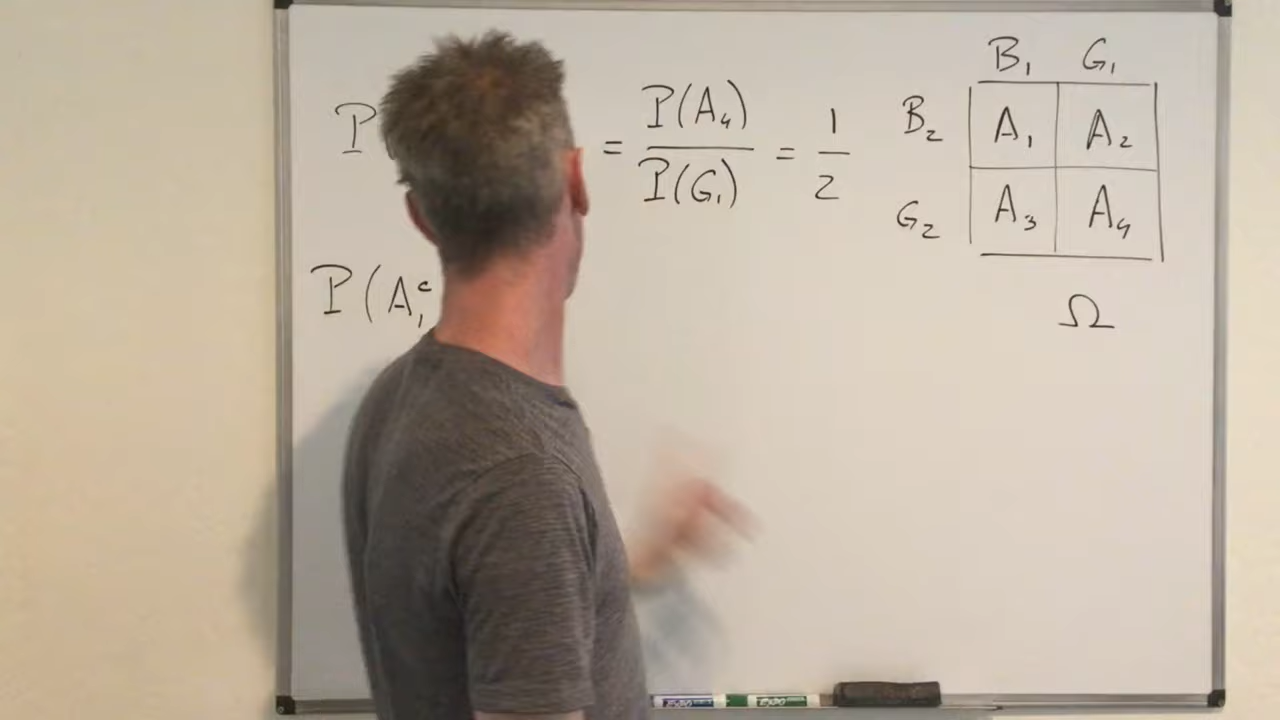 P = P(A₄) / P(G₁) = 1 / 2
P(A₁ᶜ
B₁ G₁
B₂ A₁ A₂
G₂ A₃ A₄
Ω